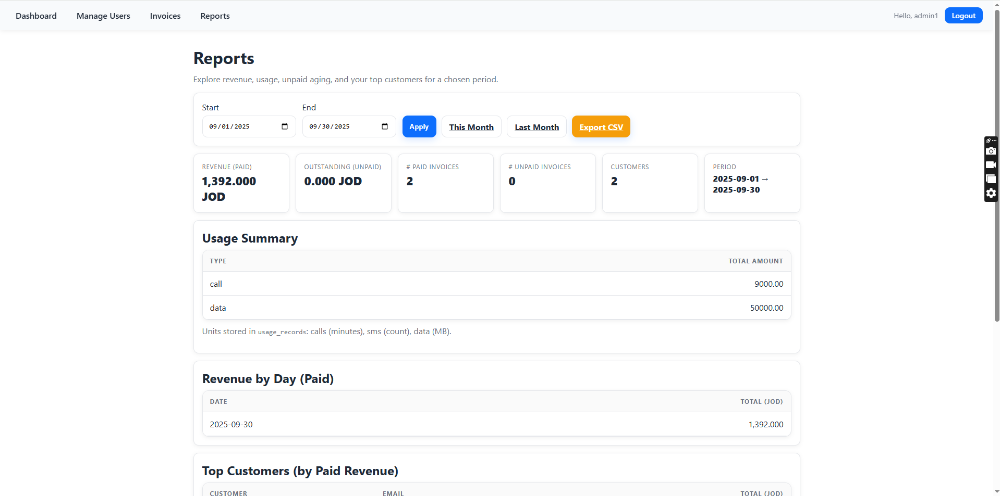 Dashboard Manage Users Invoices Reports Hello, admin1 Logout
Reports
Explore revenue, usage, unpaid aging, and your top customers for a chosen period.
Start End
09/01/2025 09/30/2025 Apply This Month Last Month Export CSV
REVENUE (PAID)
1,392.000
JOD
OUTSTANDING (UNPAID)
0.000 JOD
# PAID INVOICES
2
# UNPAID INVOICES
0
CUSTOMERS
2
PERIOD
2025-09-01 →
2025-09-30
Usage Summary
TYPE TOTAL AMOUNT
call 9000.00
data 50000.00
Units stored in usage_records: calls (minutes), sms (count), data (MB).
Revenue by Day (Paid)
DATE TOTAL (JOD)
2025-09-30 1,392.000
Top Customers (by Paid Revenue)
CUSTOMER EMAIL TOTAL (JOD)